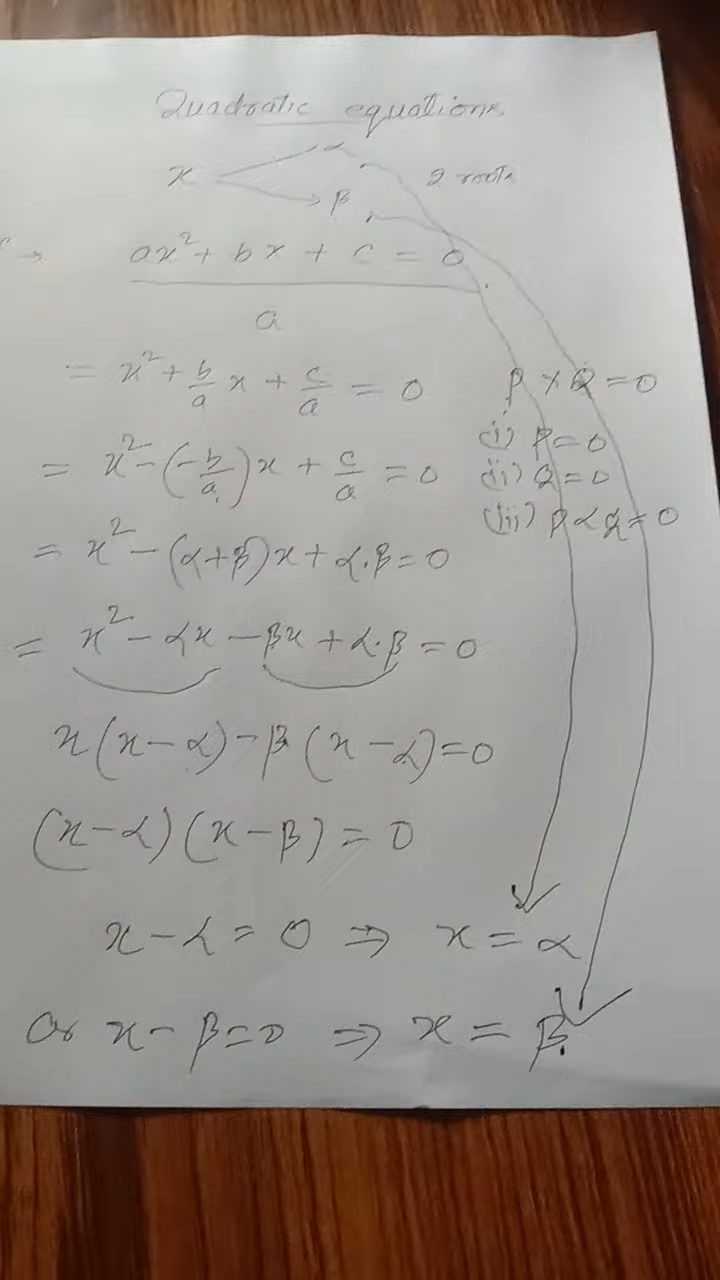 Quadratic equations
x α 2 roots
β
→ ax² + bx + c = 0
a
= x² + b/a x + c/a = 0
P × Q = 0
(i) P = 0
= x² - (-b/a)x + c/a = 0
(ii) Q = 0
(iii) P α Q = 0
= x² - (α+β)x + α.β = 0
= x² - αx - βx + α.β = 0
x(x-α) - β(x-α) = 0
(x-α)(x-β) = 0
x - α = 0 ⇒ x = α
Or x - β = 0 ⇒ x = β.